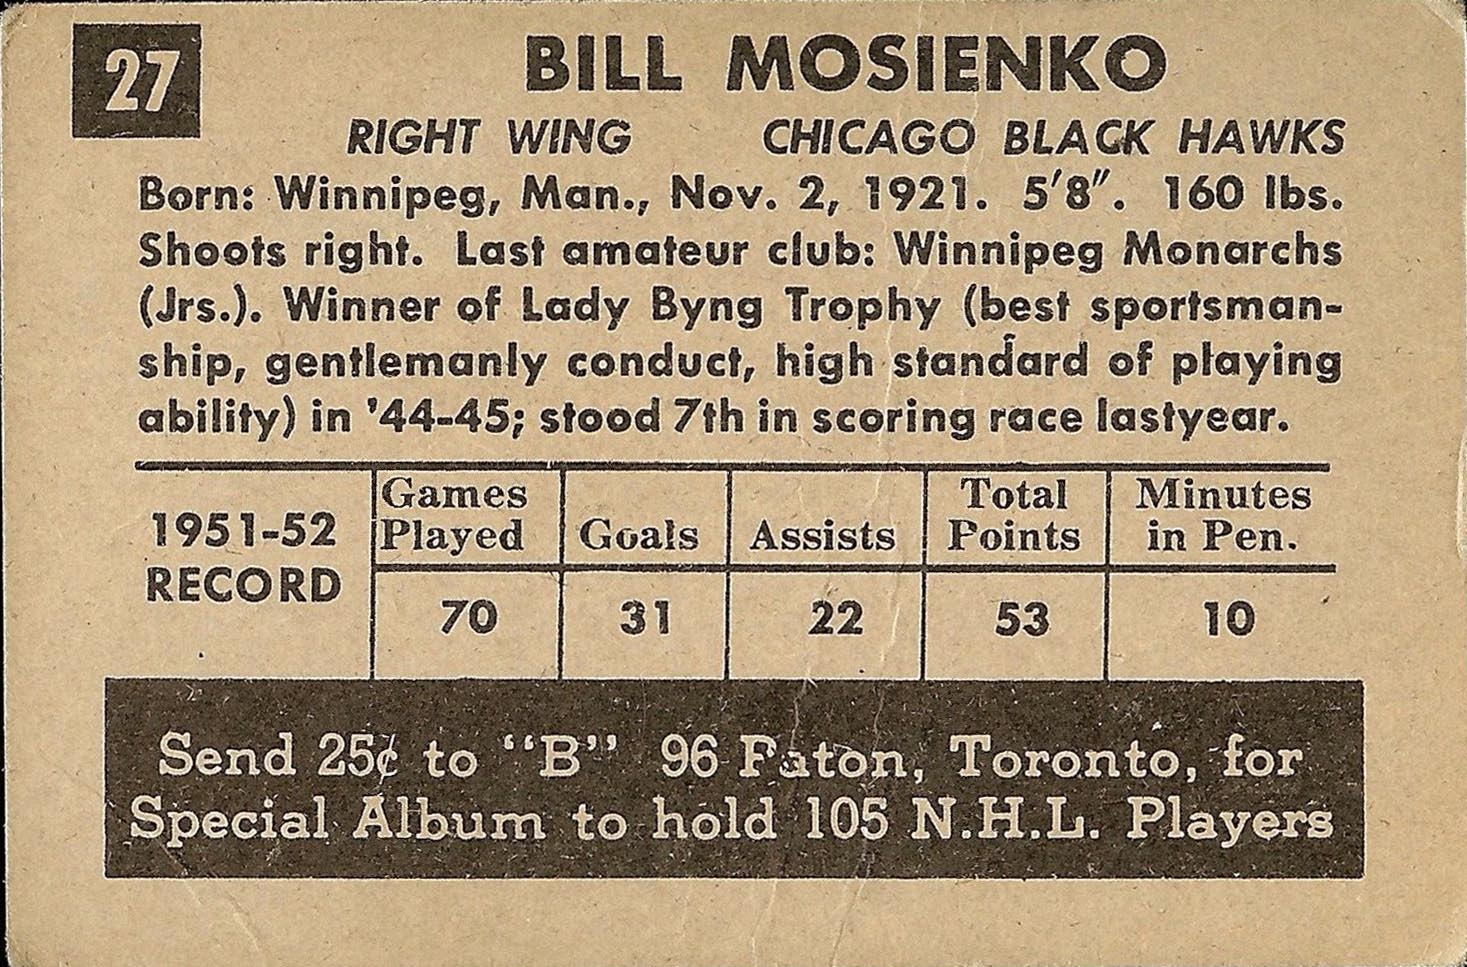 27
BILL MOSIENKO
RIGHT WING CHICAGO BLACK HAWKS
Born: Winnipeg, Man., Nov. 2, 1921. 5'8". 160 lbs.
Shoots right. Last amateur club: Winnipeg Monarchs
(Jrs.). Winner of Lady Byng Trophy (best sportsman-
ship, gentlemanly conduct, high standard of playing
ability) in '44-45; stood 7th in scoring race lastyear.
1951-52 RECORD
Games Played Goals Assists Total Points Minutes in Pen.
70 31 22 53 10
Send 25¢ to "B" 96 Eaton, Toronto, for
Special Album to hold 105 N.H.L. Players